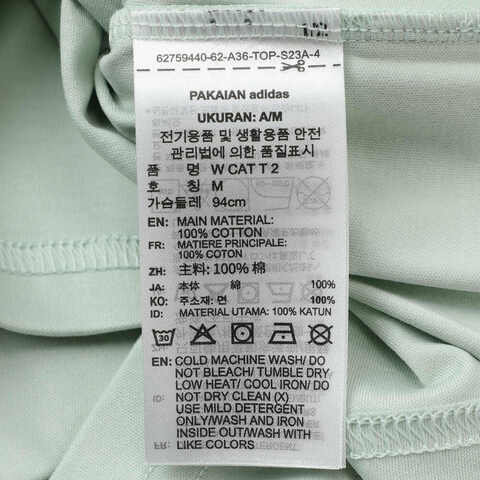 62759440-62-A36-TOP-S23A-4
PAKAIAN adidas
UKURAN: A/M
전기용품 및 생활용품 안전
관리법에 의한 품질표시
품 명 W CAT T 2
호 칭 M
가슴둘레 94cm
EN: MAIN MATERIAL:
100% COTTON
FR: MATIERE PRINCIPALE:
100% COTON
ZH: 主料: 100% 棉
JA: 本体 綿 100%
KO: 주소재: 면 100%
ID: MATERIAL UTAMA: 100% KATUN
30
EN: COLD MACHINE WASH/ DO
NOT BLEACH/ TUMBLE DRY
LOW HEAT/ COOL IRON/ DO
NOT DRY CLEAN (X)
USE MILD DETERGENT
ONLY/WASH AND IRON
INSIDE OUT/WASH WITH
LIKE COLORS